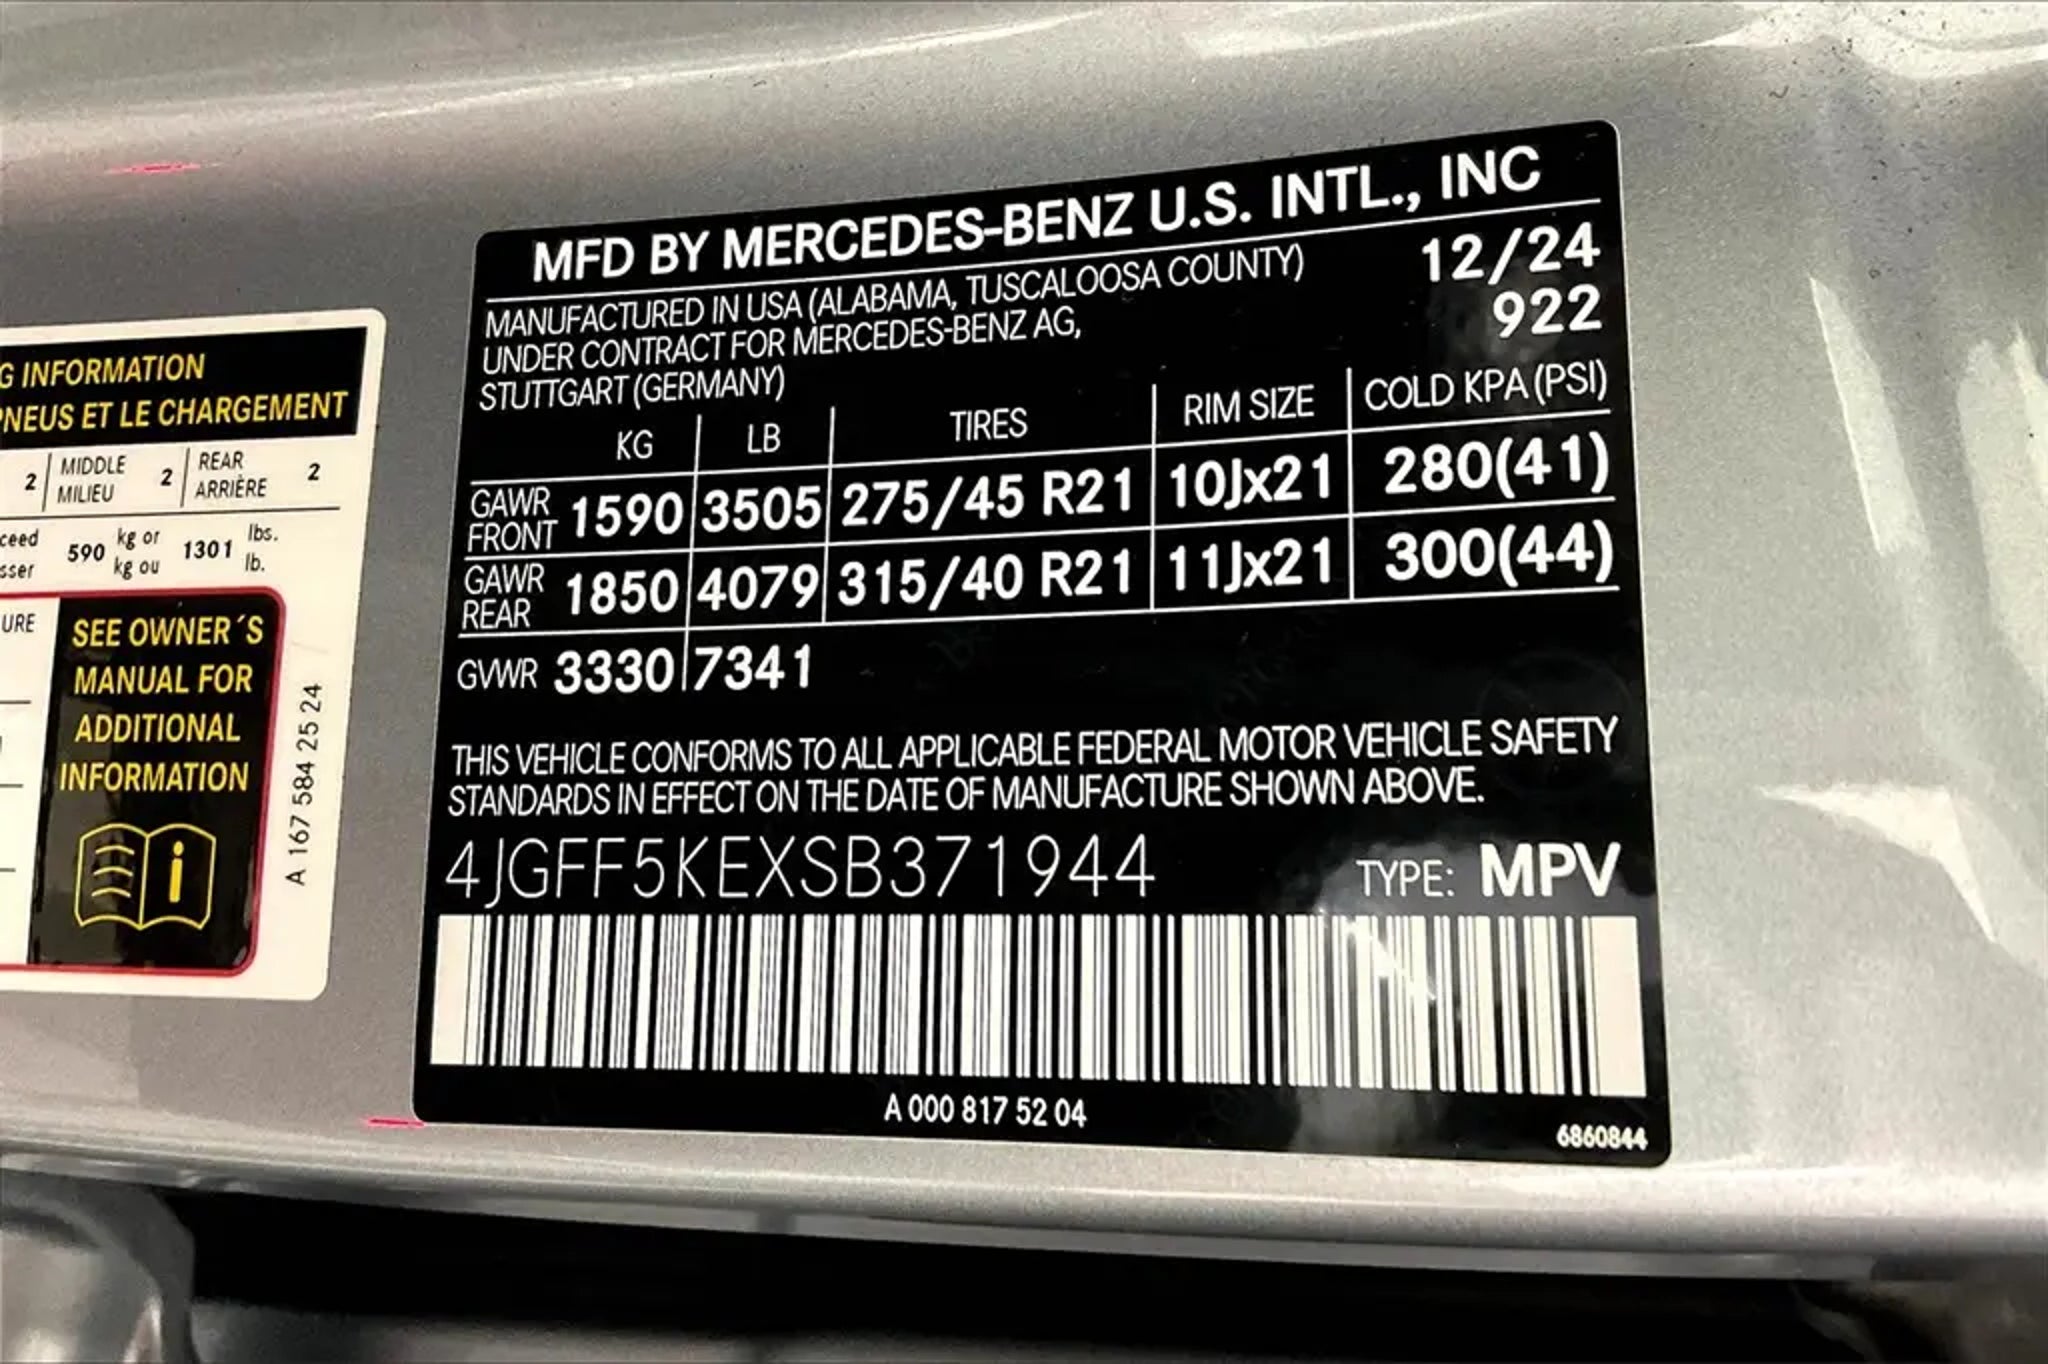 G INFORMATION
PNEUS ET LE CHARGEMENT
2 MIDDLE MILIEU 2 REAR ARRIÈRE 2
ceed sser 590 kg or kg ou 1301 lbs. lb.
URE
SEE OWNER´S
MANUAL FOR
ADDITIONAL
INFORMATION
i
A 167 584 25 24
MFD BY MERCEDES-BENZ U.S. INTL., INC
MANUFACTURED IN USA (ALABAMA, TUSCALOOSA COUNTY) 12/24
UNDER CONTRACT FOR MERCEDES-BENZ AG, 922
STUTTGART (GERMANY)
KG LB TIRES RIM SIZE COLD KPA (PSI)
GAWR FRONT 1590 3505 275/45 R21 10Jx21 280(41)
GAWR REAR 1850 4079 315/40 R21 11Jx21 300(44)
GVWR 3330 7341
THIS VEHICLE CONFORMS TO ALL APPLICABLE FEDERAL MOTOR VEHICLE SAFETY
STANDARDS IN EFFECT ON THE DATE OF MANUFACTURE SHOWN ABOVE.
4JGFF5KEXSB371944 TYPE: MPV
A 000 817 52 04
6860844